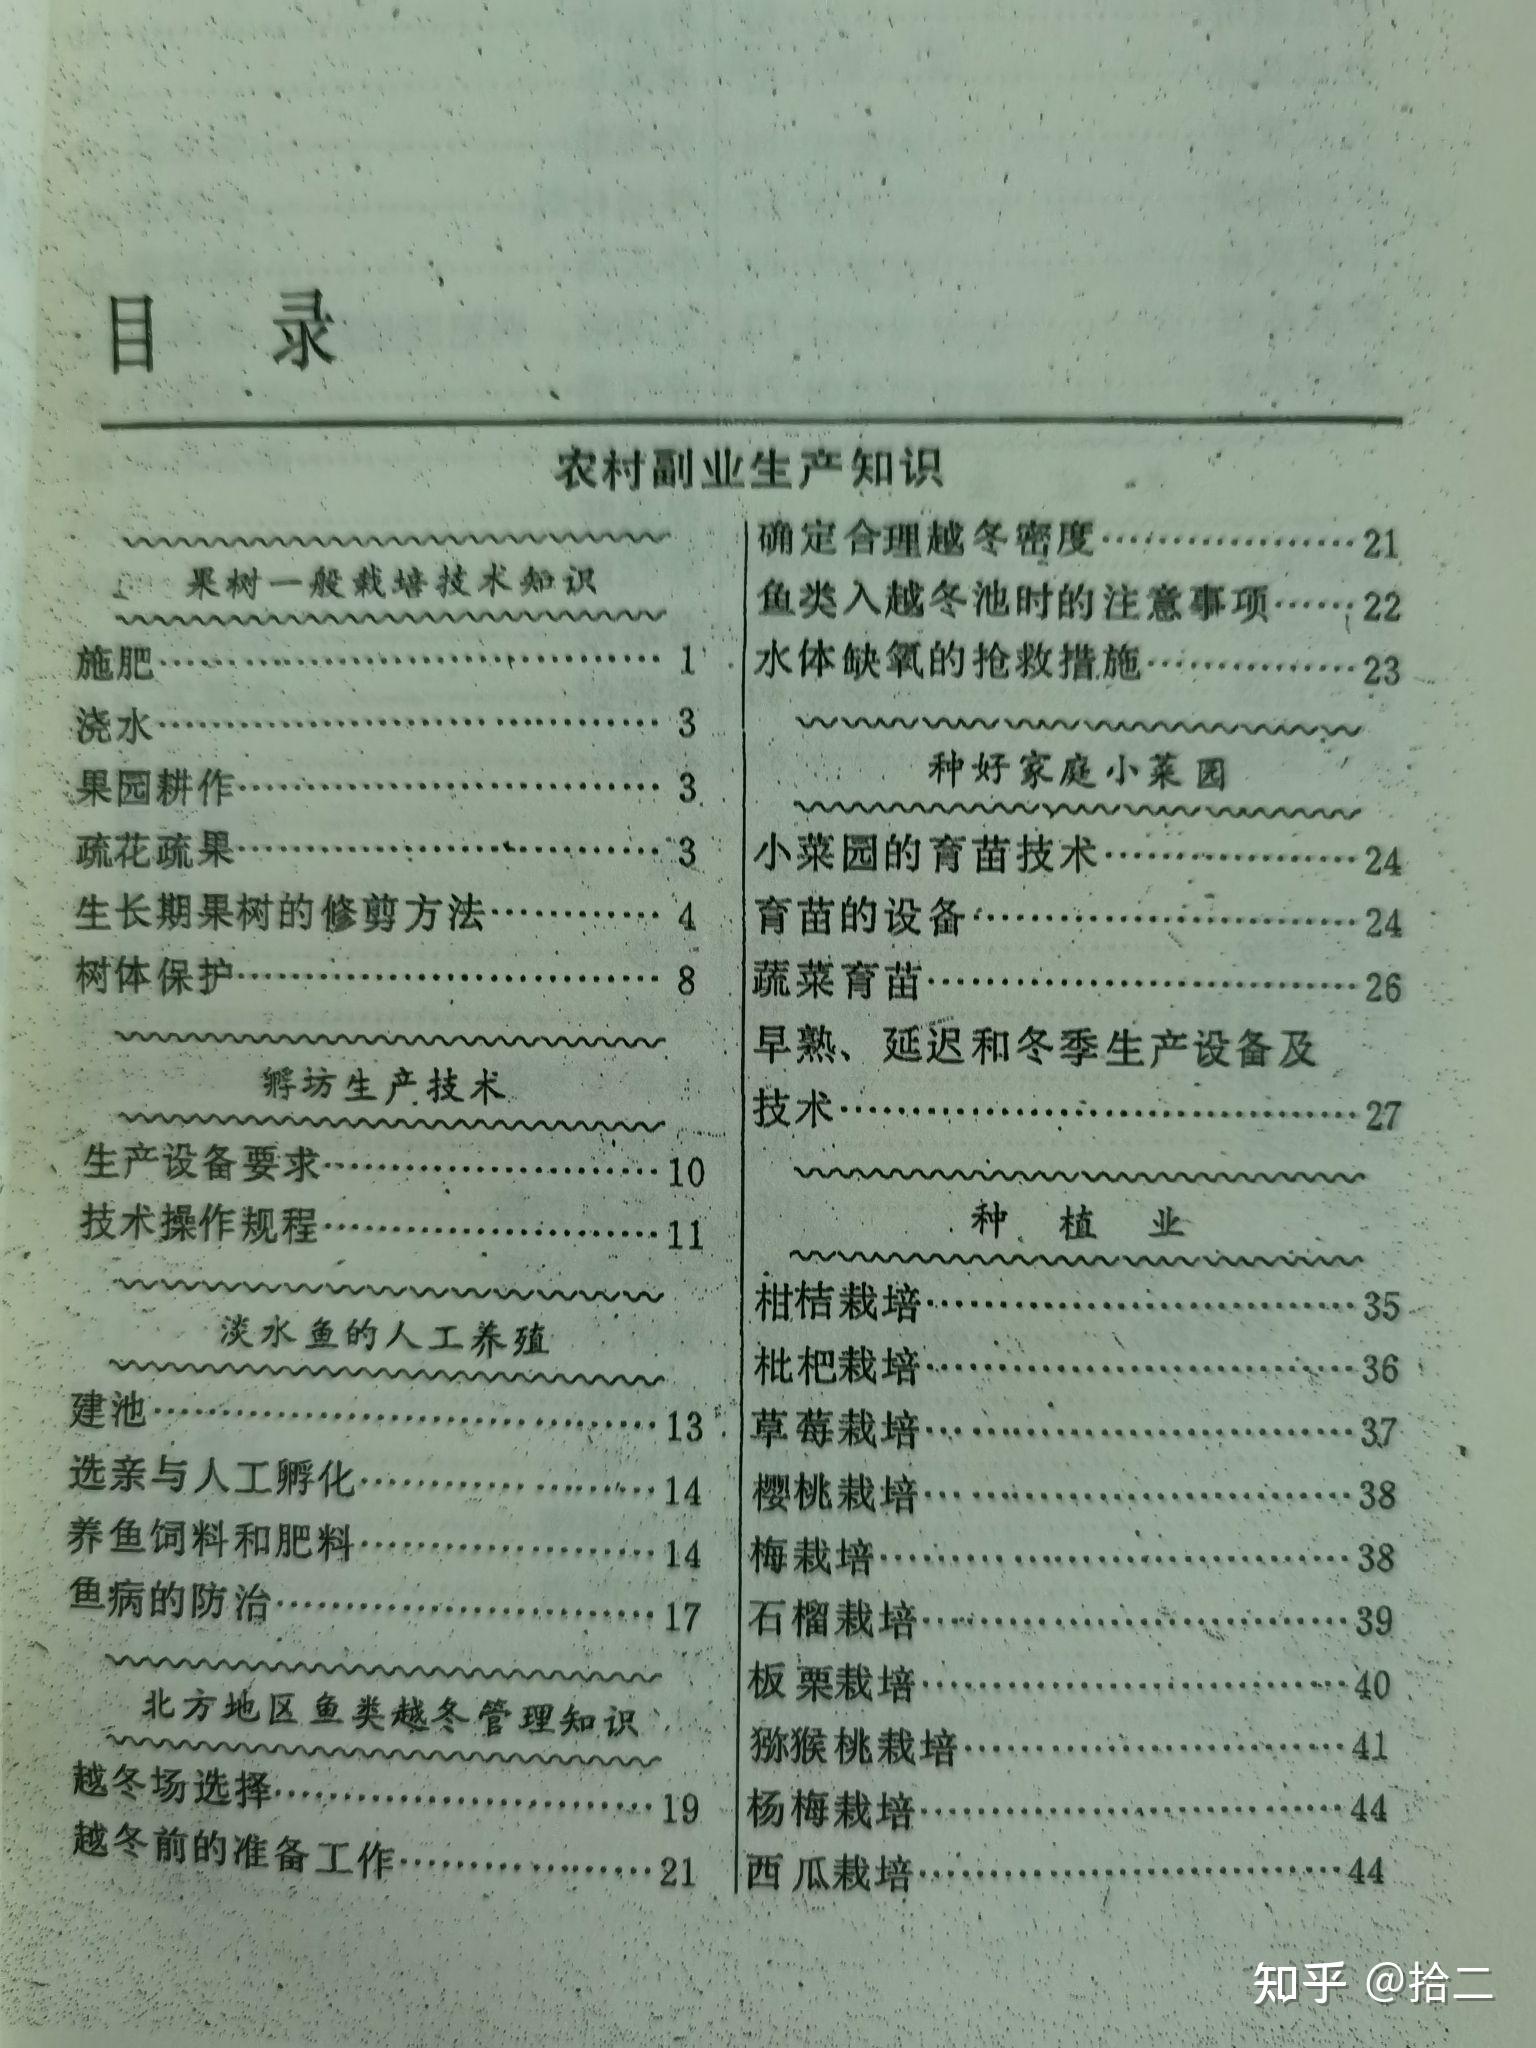 目 录
农村副业生产知识
果树一般栽培技术知识
施肥……………………………………1
浇水……………………………………3
果园耕作………………………………3
疏花疏果………………………………3
生长期果树的修剪方法…………4
树体保护………………………………8
孵坊生产技术
生产设备要求………………………10
技术操作规程………………………11
淡水鱼的人工养殖
建池……………………………………13
选亲与人工孵化……………………14
养鱼饲料和肥料……………………14
鱼病的防治…………………………17
北方地区鱼类越冬管理知识
越冬场选择…………………………19
越冬前的准备工作…………………21
确定合理越冬密度…………………21
鱼类入越冬池时的注意事项……22
水体缺氧的抢救措施………………23
种好家庭小菜园
小菜园的育苗技术…………………24
育苗的设备…………………………24
蔬菜育苗……………………………26
早熟、延迟和冬季生产设备及
技术……………………………………27
种 植 业
柑桔栽培……………………………35
枇杷栽培……………………………36
草莓栽培……………………………37
樱桃栽培……………………………38
梅栽培………………………………38
石榴栽培……………………………39
板栗栽培……………………………40
猕猴桃栽培…………………………41
杨梅栽培……………………………44
西瓜栽培……………………………44
知乎 @拾二